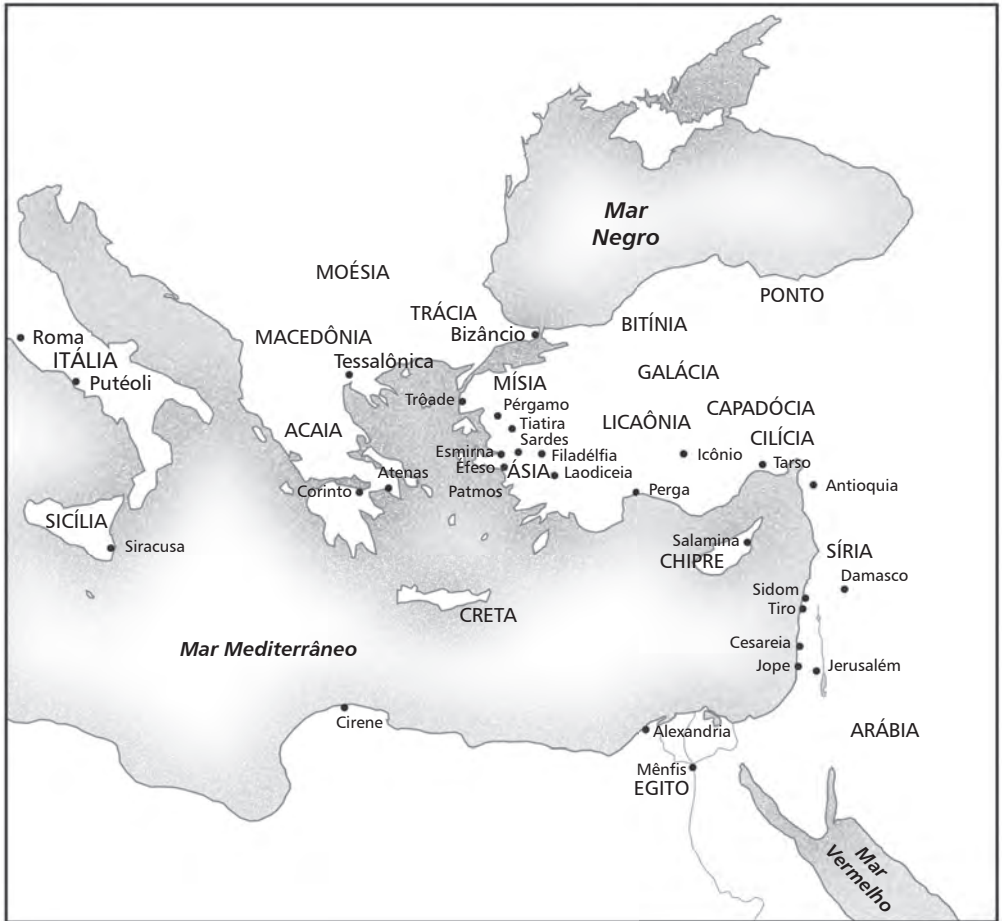 Mar
Negro
MOÉSIA
PONTO
TRÁCIA
BITÍNIA
Bizâncio
MACEDÔNIA
Roma
ITÁLIA
Tessalônica
GALÁCIA
Putéoli
MÍSIA
Trôade
Pérgamo
CAPADÓCIA
Tiatira
LICAÔNIA
ACAIA
Sardes
CILÍCIA
Esmirna
Filadélfia
Icônio
Tarso
Éfeso
ÁSIA
Laodiceia
Atenas
Antioquia
Corinto
Patmos
Perga
SICÍLIA
Siracusa
Salamina
CHIPRE
SÍRIA
Damasco
Sidom
Tiro
CRETA
Mar Mediterrâneo
Cesareia
Jope
Jerusalém
Cirene
Alexandria
ARÁBIA
Mênfis
EGITO
Mar
Vermelho